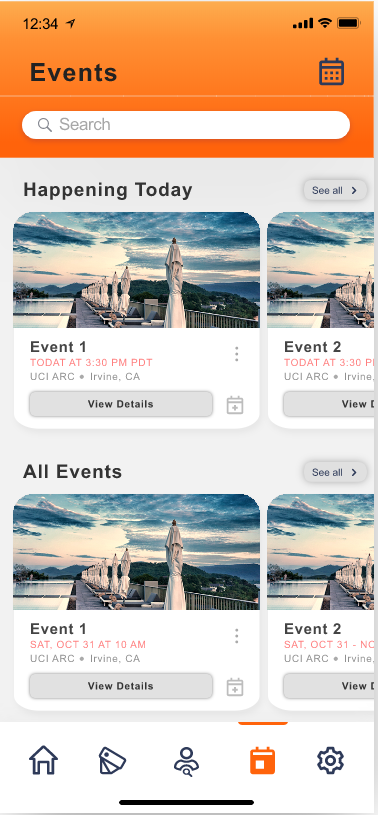 12:34
Events
Search
Happening Today
See all
Event 1
TODAT AT 3:30 PM PDT
UCI ARC • Irvine, CA
View Details
Event 2
TODAT AT 3:30 P
UCI ARC • Irvine,
View D
All Events
See all
Event 1
SAT, OCT 31 AT 10 AM
UCI ARC • Irvine, CA
View Details
Event 2
SAT, OCT 31 - NO
UCI ARC • Irvine,
View D